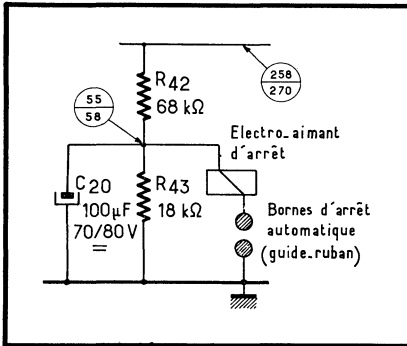 258
270
R42
68 kΩ
55
58
Electro_aimant
d'arrêt
C20
100µF
70/80 V
R43
18 kΩ
Bornes d'arrêt
automatique
(guide_ruban)